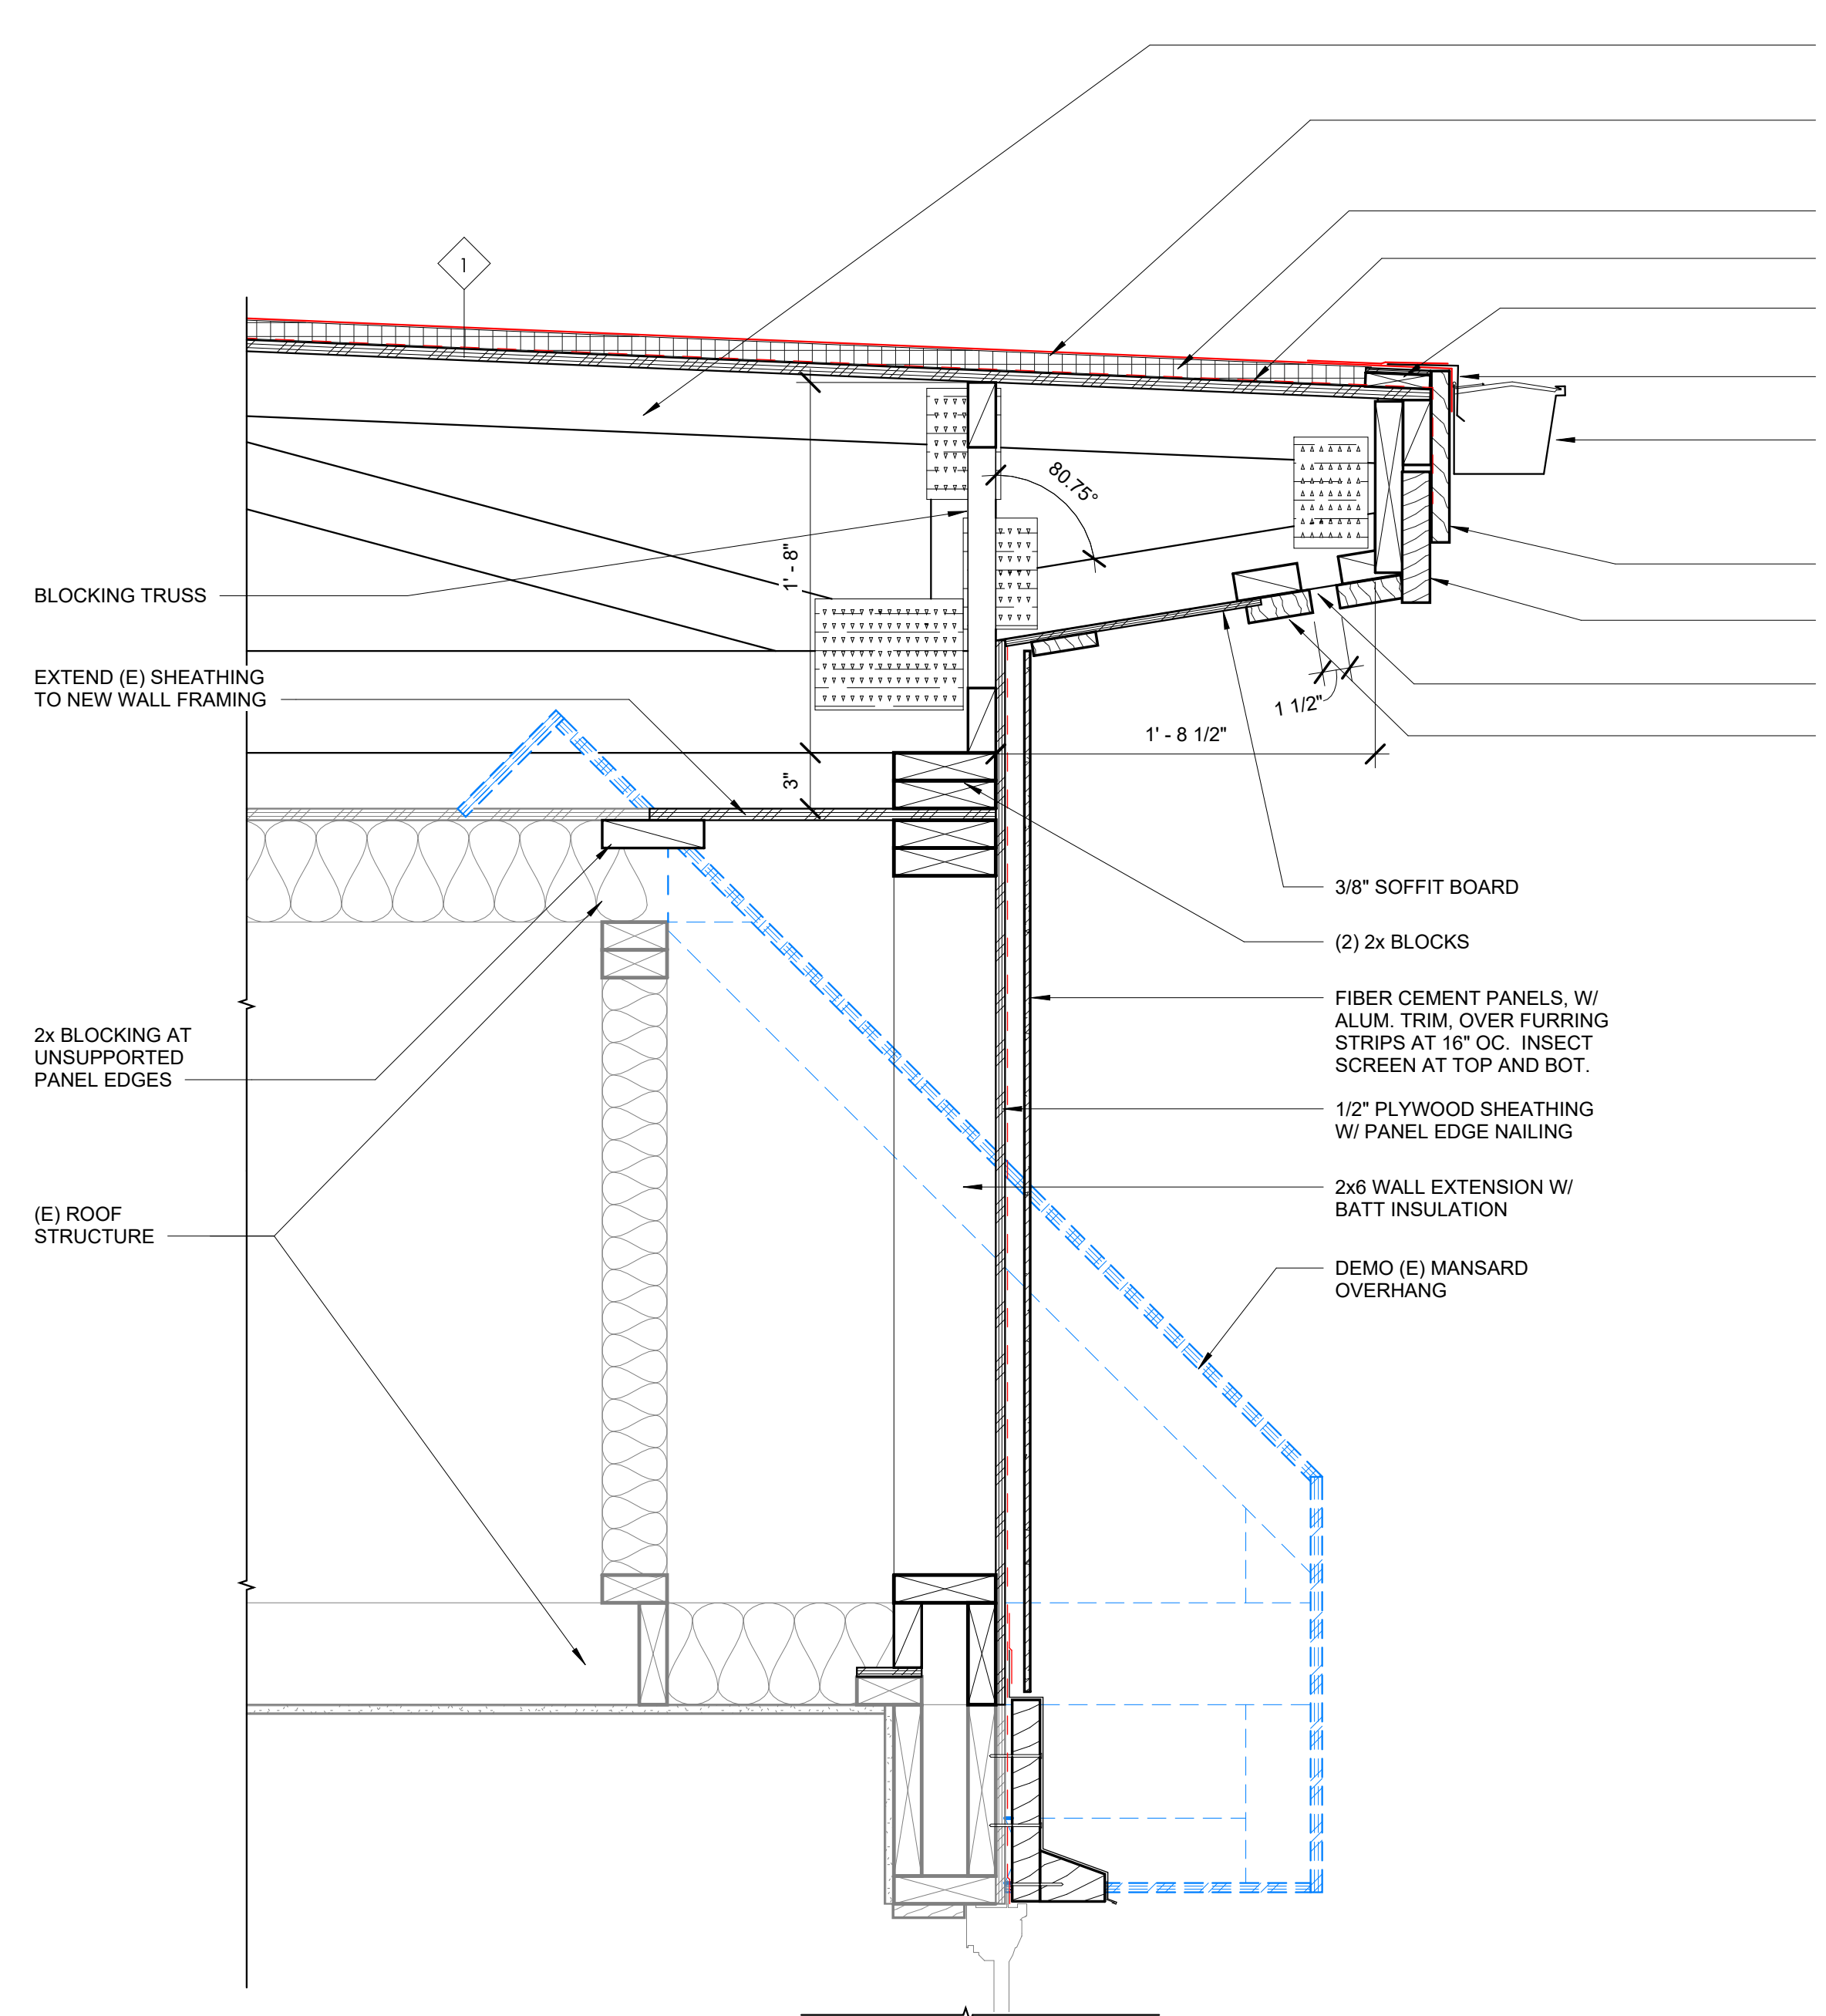 1
80.75°
1' - 8"
BLOCKING TRUSS
EXTEND (E) SHEATHING
TO NEW WALL FRAMING
1 1/2"
1' - 8 1/2"
3"
3/8" SOFFIT BOARD
(2) 2x BLOCKS
FIBER CEMENT PANELS, W/
ALUM. TRIM, OVER FURRING
STRIPS AT 16" OC. INSECT
SCREEN AT TOP AND BOT.
2x BLOCKING AT
UNSUPPORTED
PANEL EDGES
1/2" PLYWOOD SHEATHING
W/ PANEL EDGE NAILING
2x6 WALL EXTENSION W/
BATT INSULATION
(E) ROOF
STRUCTURE
DEMO (E) MANSARD
OVERHANG